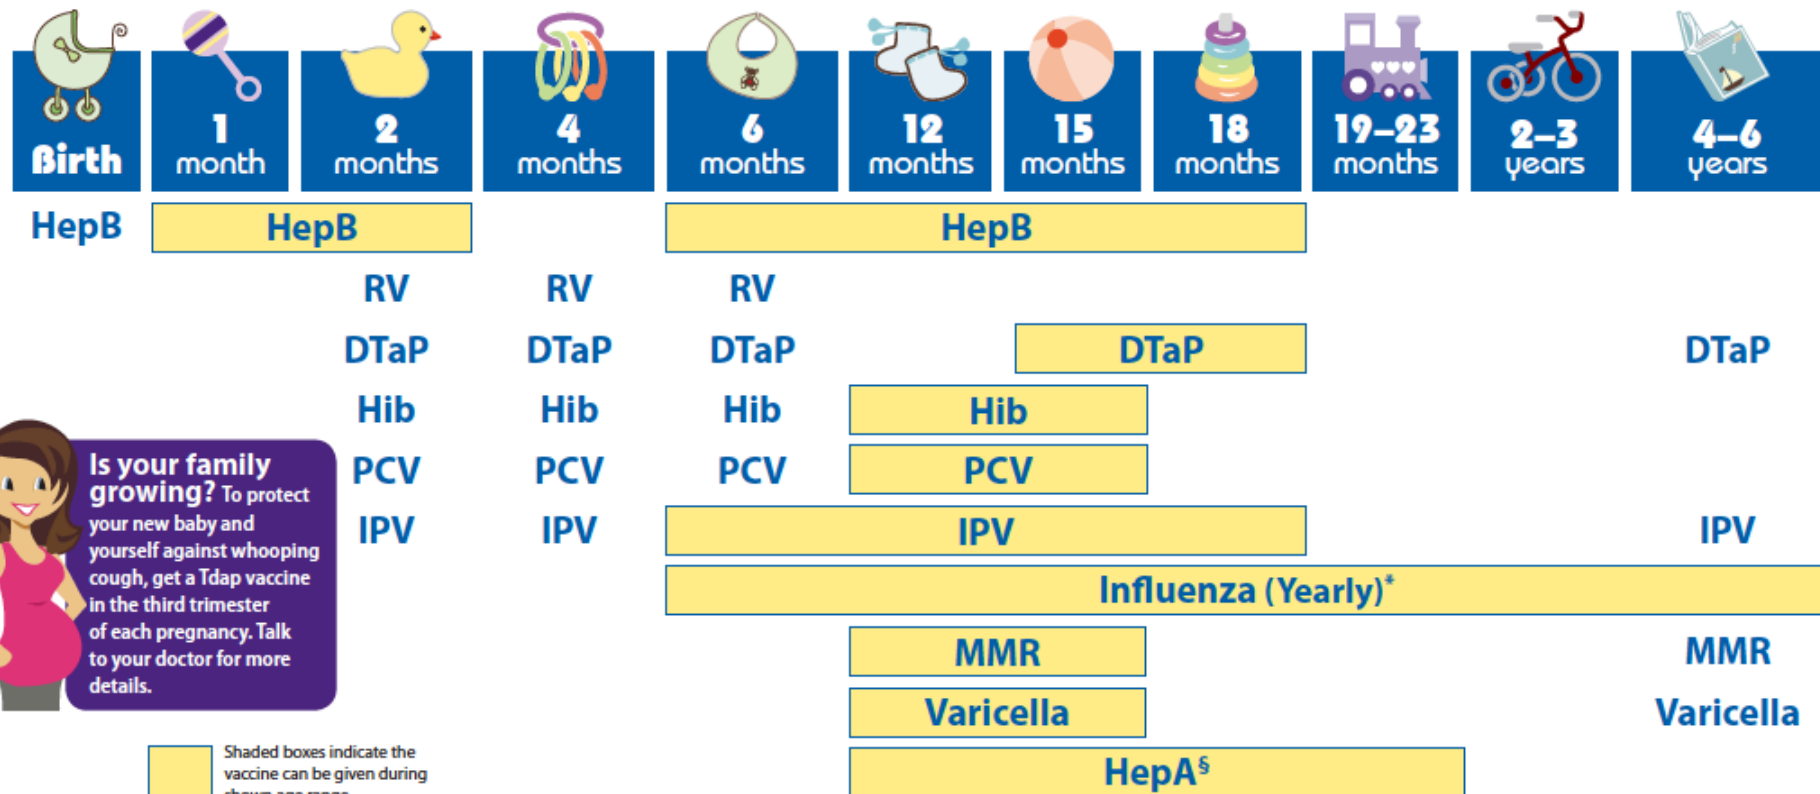 Birth
1
month
2
months
4
months
6
months
12
months
15
months
18
months
19–23
months
2–3
years
4–6
years
HepB HepB HepB
RV RV RV
DTaP DTaP DTaP DTaP DTaP
Hib Hib Hib Hib
PCV PCV PCV PCV
IPV IPV IPV IPV
Influenza (Yearly)*
MMR MMR
Varicella Varicella
HepA§
Is your family
growing? To protect
your new baby and
yourself against whooping
cough, get a Tdap vaccine
in the third trimester
of each pregnancy. Talk
to your doctor for more
details.
Shaded boxes indicate the
vaccine can be given during
shown age range